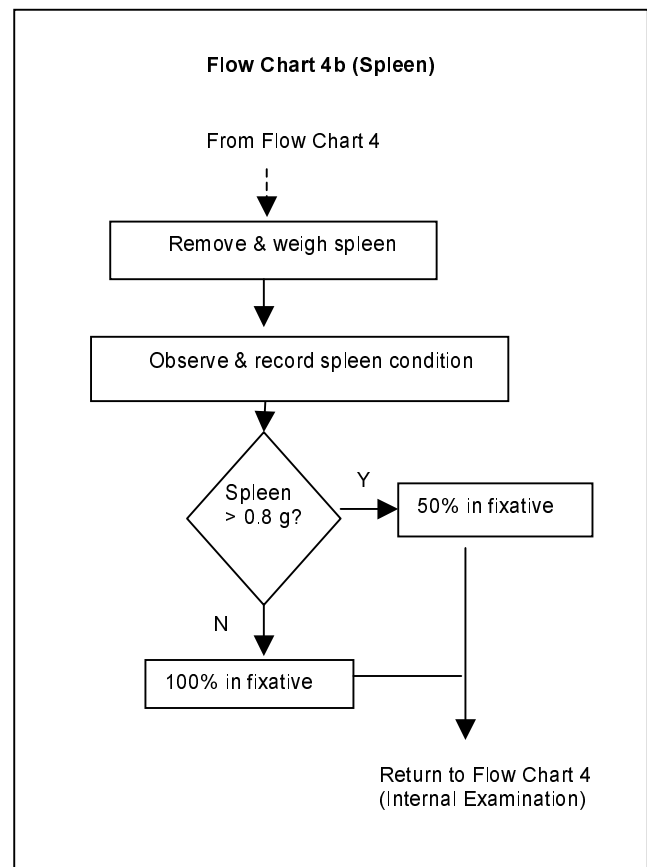 Flow Chart 4b (Spleen)
From Flow Chart 4
Remove & weigh spleen
Observe & record spleen condition
Spleen
> 0.8 g?
Y
50% in fixative
N
100% in fixative
Return to Flow Chart 4
(Internal Examination)